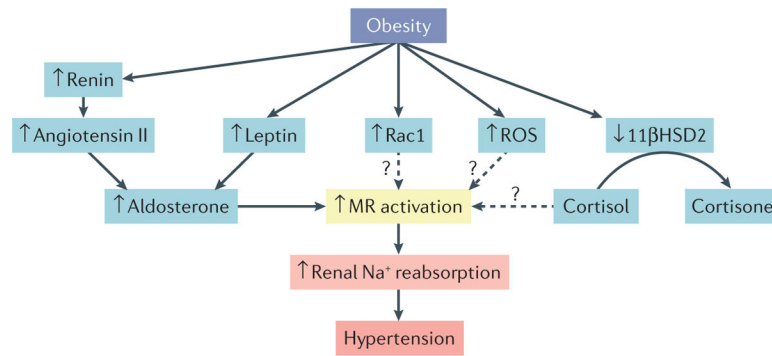 Obesity
↑Renin
↑Angiotensin II
↑Leptin
↑Rac1
↑ROS
↓11βHSD2
?
?
↑Aldosterone
↑MR activation
?
Cortisol
Cortisone
↑Renal Na⁺ reabsorption
Hypertension